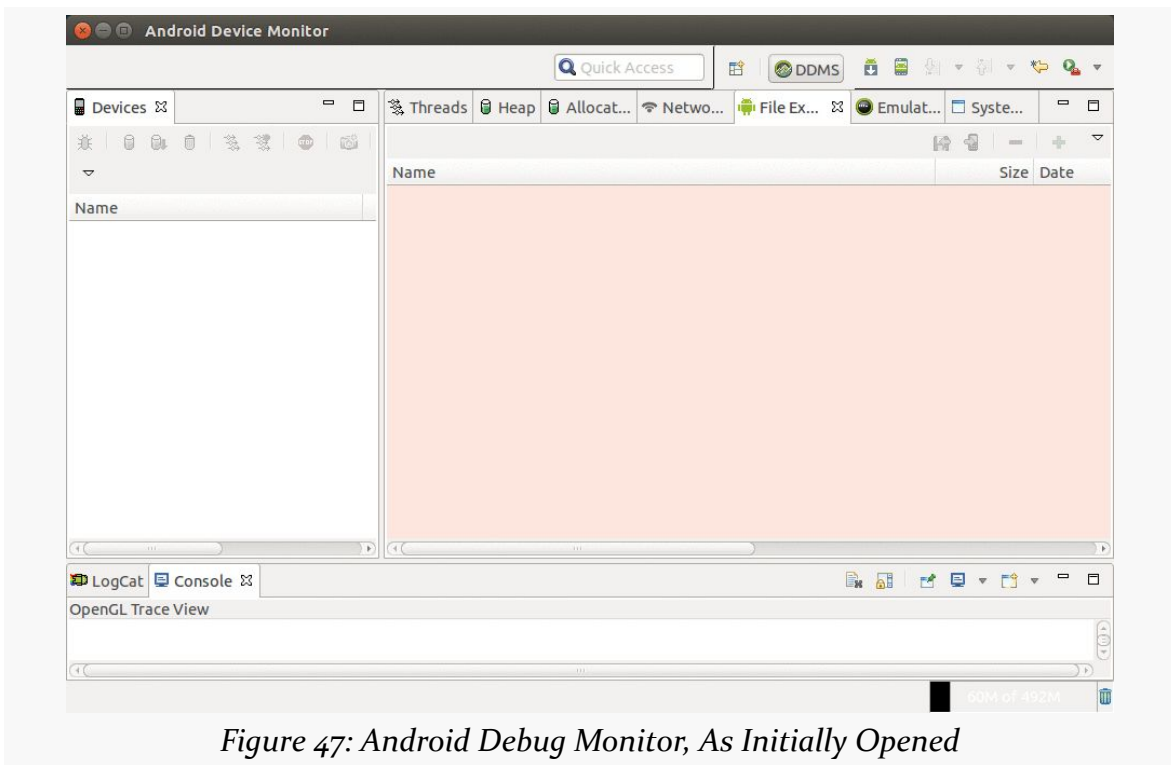 Android Device Monitor
Quick Access
DDMS
Devices
Threads Heap Allocat... Netwo... File Ex... Emulat... Syste...
Name Size Date
Name
LogCat Console
OpenGL Trace View
60M of 492M
Figure 47: Android Debug Monitor, As Initially Opened